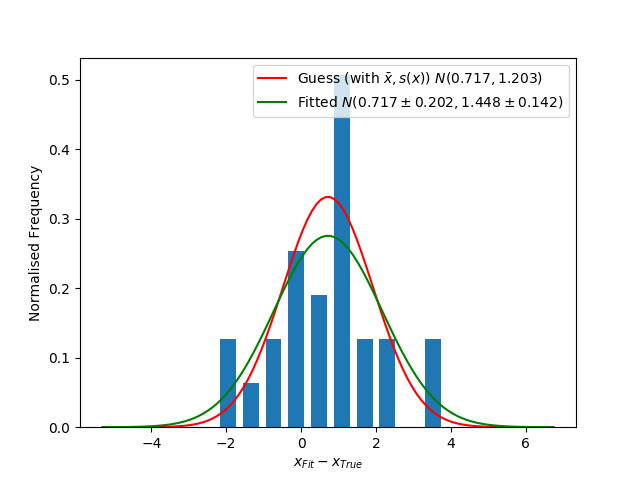 Guess (with x̄, s(x)) N(0.717, 1.203)
Fitted N(0.717 ± 0.202, 1.448 ± 0.142)
0.5
0.4
0.3
0.2
0.1
0.0
Normalised Frequency
−4 −2 0 2 4 6
x_Fit − x_True